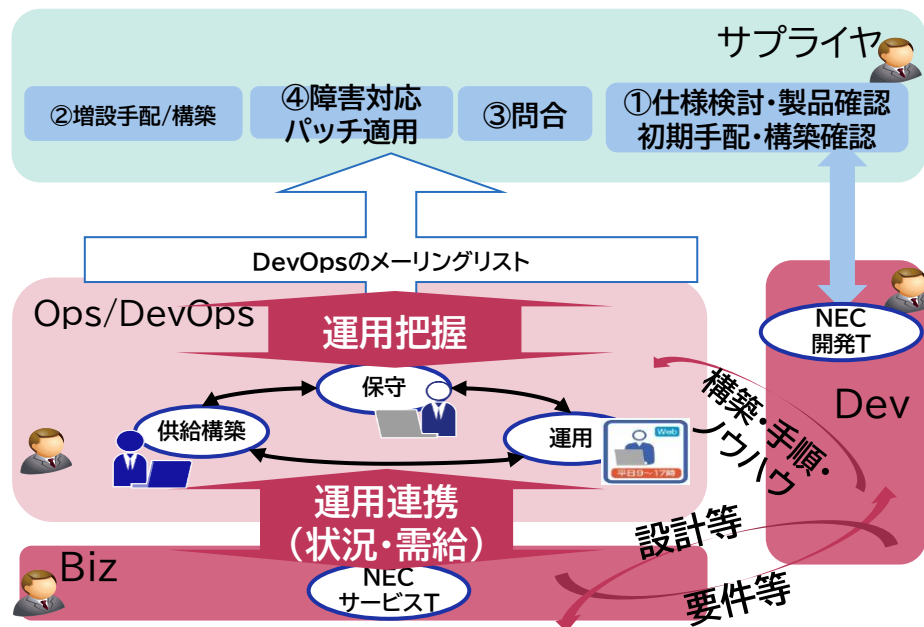 サプライヤ
②増設手配/構築
④障害対応
パッチ適用
③問合
①仕様検討・製品確認
初期手配・構築確認
DevOpsのメーリングリスト
Ops/DevOps
運用把握
NEC
開発T
Dev
保守
供給構築
運用
Web
平日9~17時
構築・手順・
ノウハウ
運用連携
(状況・需給)
設計等
要件等
Biz
NEC
サービスT